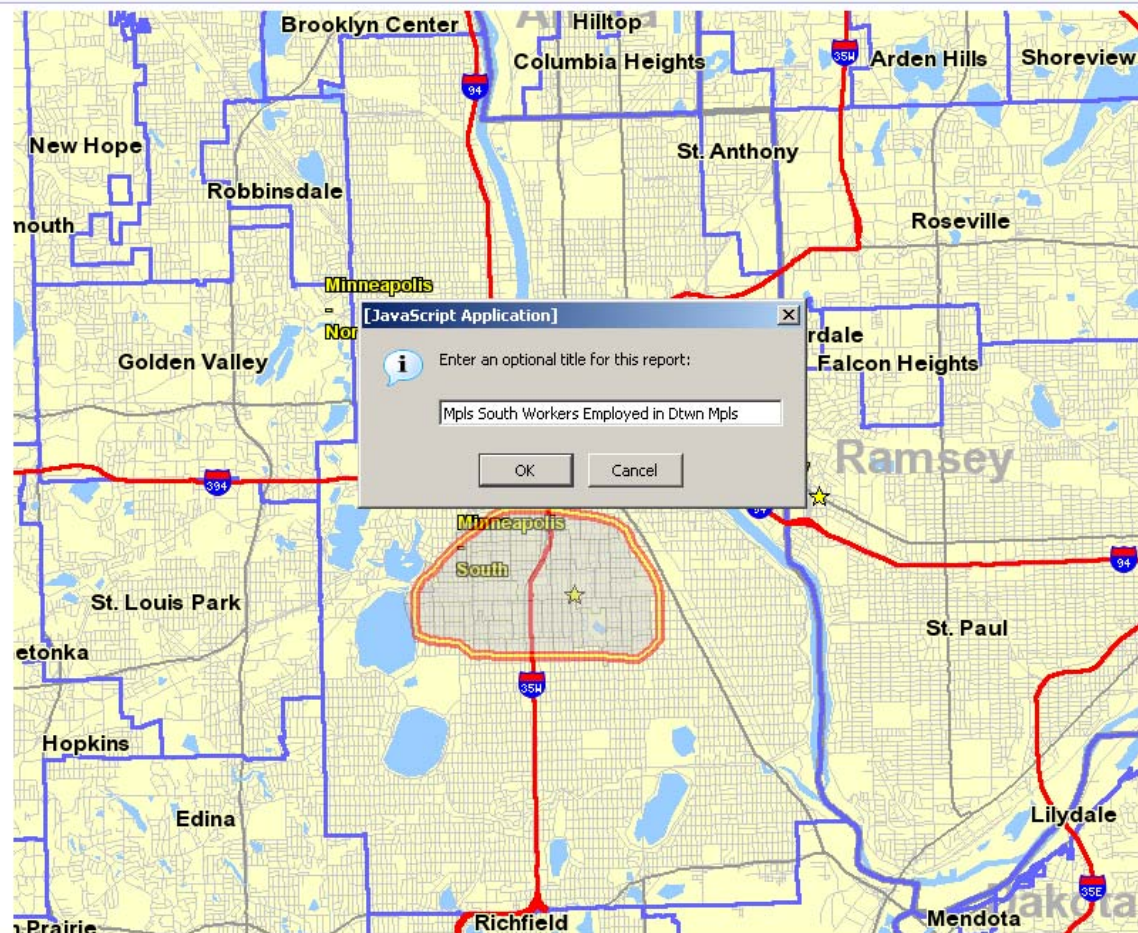 Brooklyn Center
Hilltop
Columbia Heights
35W
Arden Hills
Shoreview
94
New Hope
St. Anthony
Robbinsdale
mouth
Roseville
Minneapolis
-
Nor
[JavaScript Application]
Enter an optional title for this report:
Mpls South Workers Employed in Dtwn Mpls
OK
Cancel
rdale
Golden Valley
Falcon Heights
Ramsey
394
94
Minneapolis
-
South
94
St. Louis Park
St. Paul
etonka
35W
Hopkins
Edina
Lilydale
35E
Dakota
Mendota
Richfield
Prairie